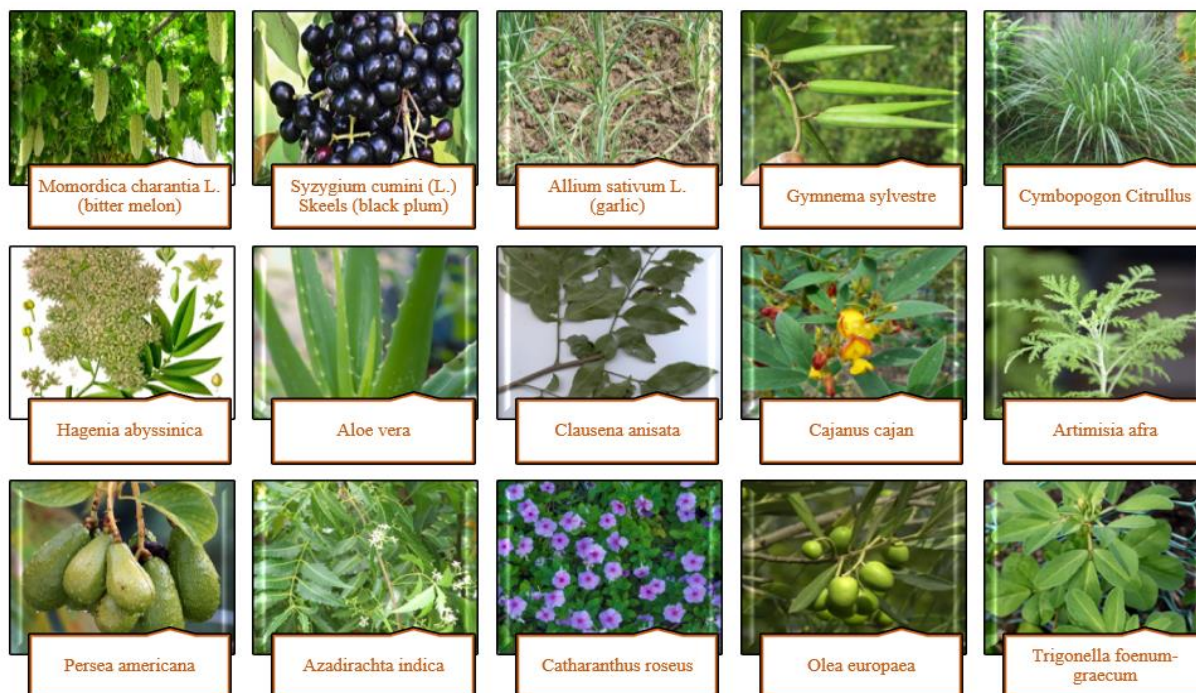 Momordica charantia L.
(bitter melon)
Syzygium cumini (L.)
Skeels (black plum)
Allium sativum L.
(garlic)
Gymnema sylvestre
Cymbopogon Citrullus
Hagenia abyssinica
Aloe vera
Clausena anisata
Cajanus cajan
Artimisia afra
Persea americana
Azadirachta indica
Catharanthus roseus
Olea europaea
Trigonella foenum-
graecum